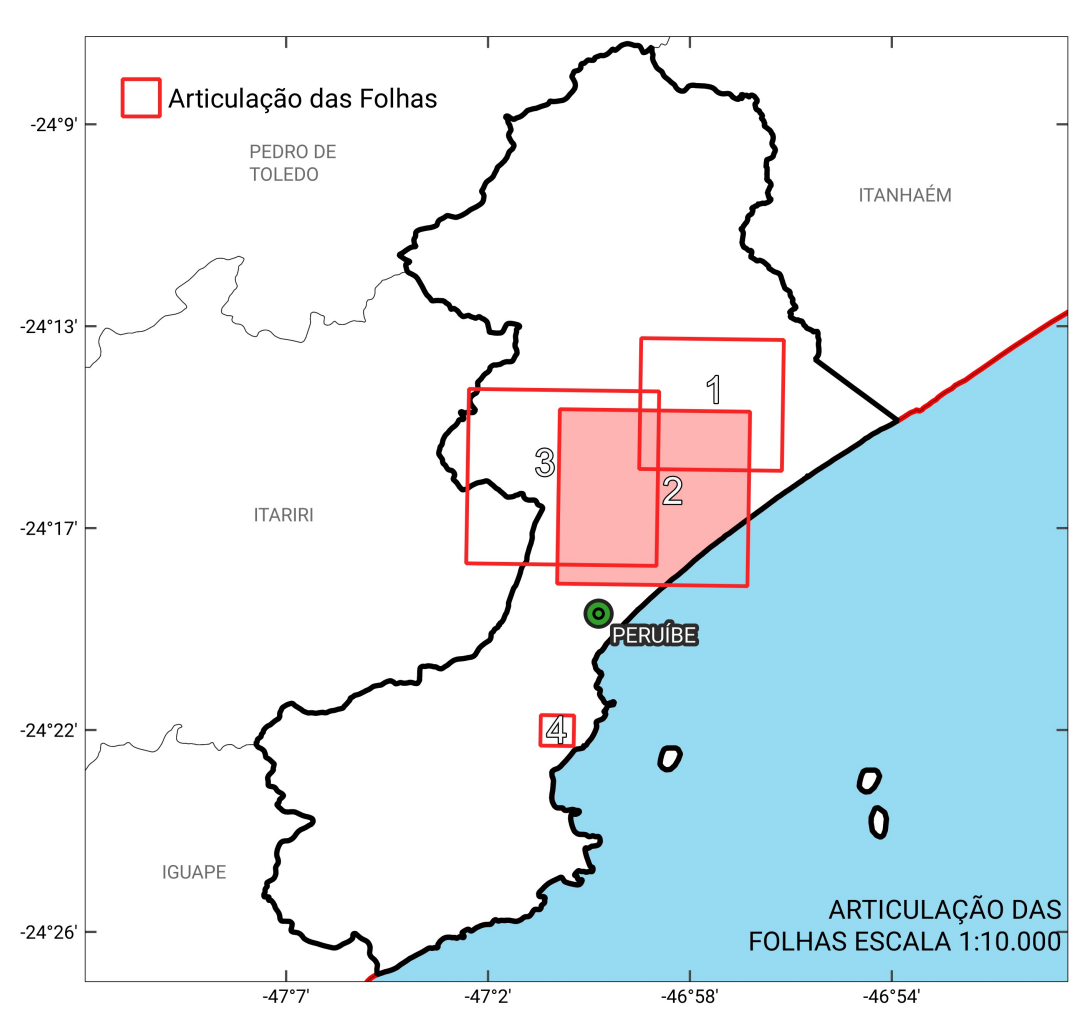 Articulação das Folhas
-24°9'
PEDRO DE
TOLEDO
ITANHAÉM
-24°13'
1
3
2
ITARIRI
-24°17'
PERUÍBE
4
-24°22'
IGUAPE
ARTICULAÇÃO DAS
-24°26'
FOLHAS ESCALA 1:10.000
-47°7'
-47°2'
-46°58'
-46°54'